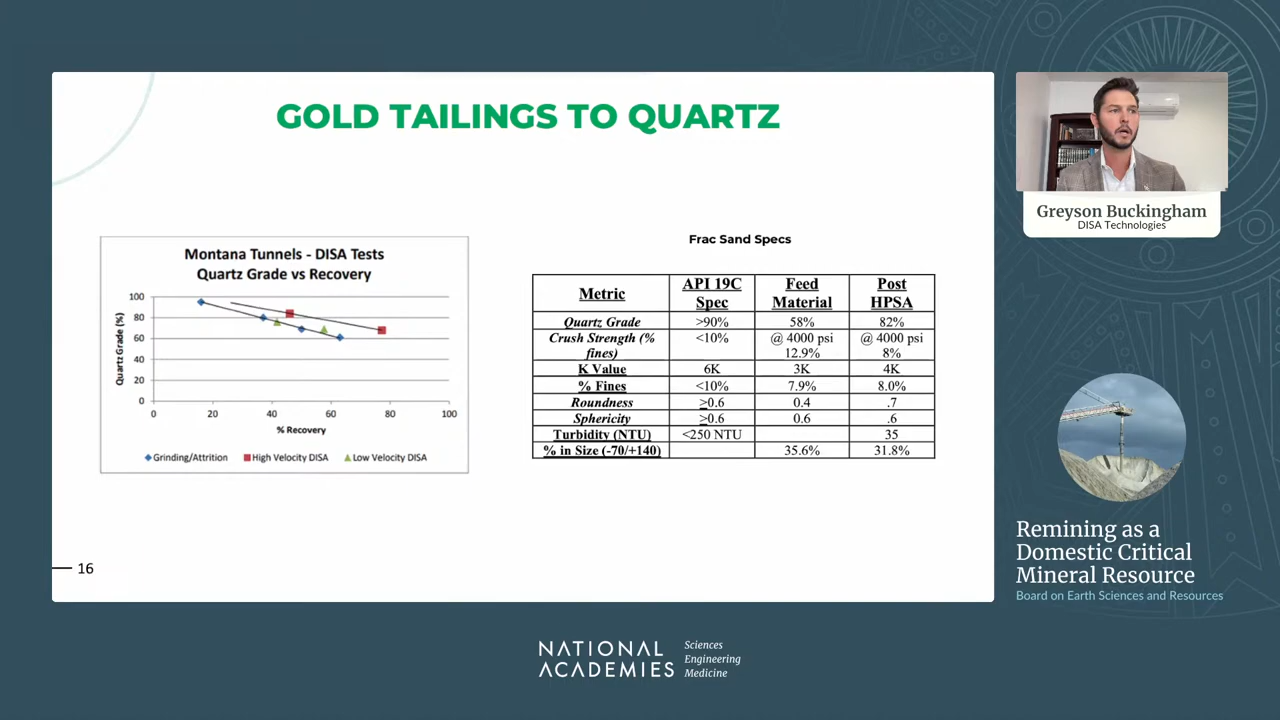 GOLD TAILINGS TO QUARTZ
Montana Tunnels - DISA Tests
Quartz Grade vs Recovery
Quartz Grade (%)
100
80
60
40
20
0
0 20 40 60 80 100
% Recovery
Grinding/Attrition High Velocity DISA Low Velocity DISA
Frac Sand Specs
Metric API 19C Spec Feed Material Post HPSA
Quartz Grade >90% 58% 82%
Crush Strength (% fines) <10% @ 4000 psi 12.9% @ 4000 psi 8%
K Value 6K 3K 4K
% Fines <10% 7.9% 8.0%
Roundness ≥0.6 0.4 .7
Sphericity ≥0.6 0.6 .6
Turbidity (NTU) <250 NTU 35
% in Size (-70/+140) 35.6% 31.8%
16
Greyson Buckingham
DISA Technologies
Remining as a
Domestic Critical
Mineral Resource
Board on Earth Sciences and Resources
NATIONAL
ACADEMIES
Sciences
Engineering
Medicine